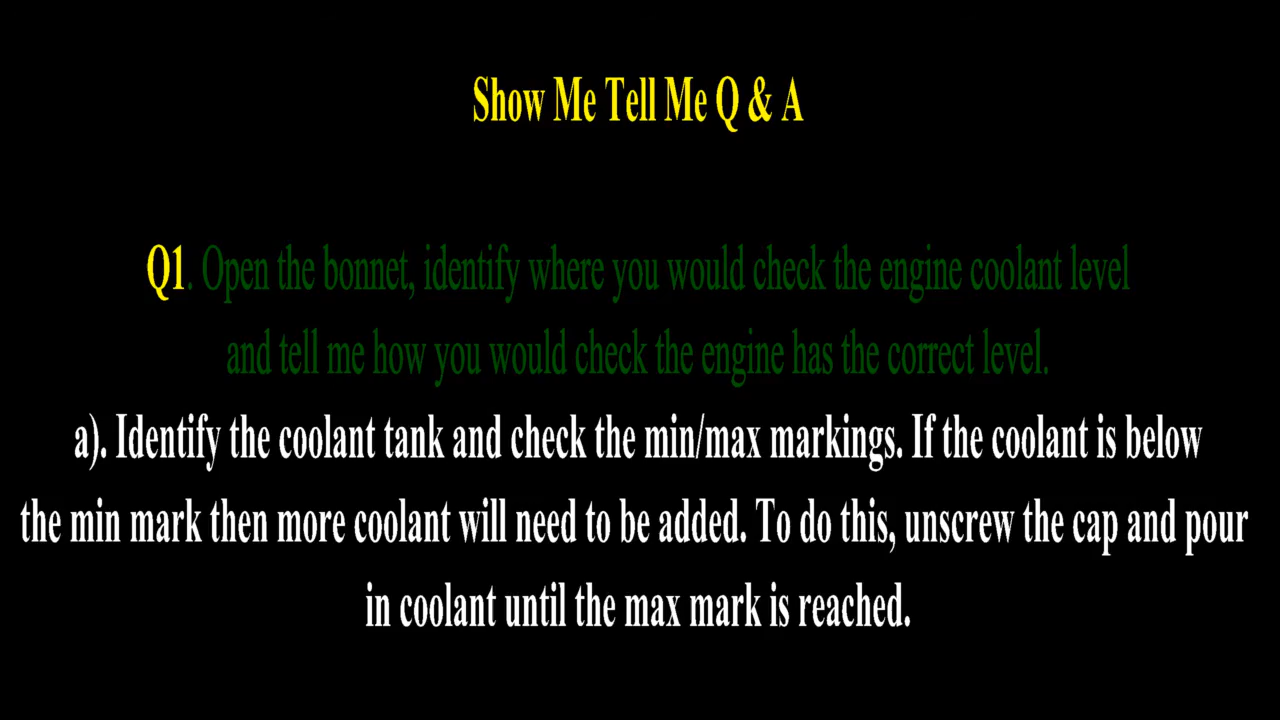 Show Me Tell Me Q & A
Q1. Open the bonnet, identify where you would check the engine coolant level
and tell me how you would check the engine has the correct level.
a). Identify the coolant tank and check the min/max markings. If the coolant is below
the min mark then more coolant will need to be added. To do this, unscrew the cap and pour
in coolant until the max mark is reached.